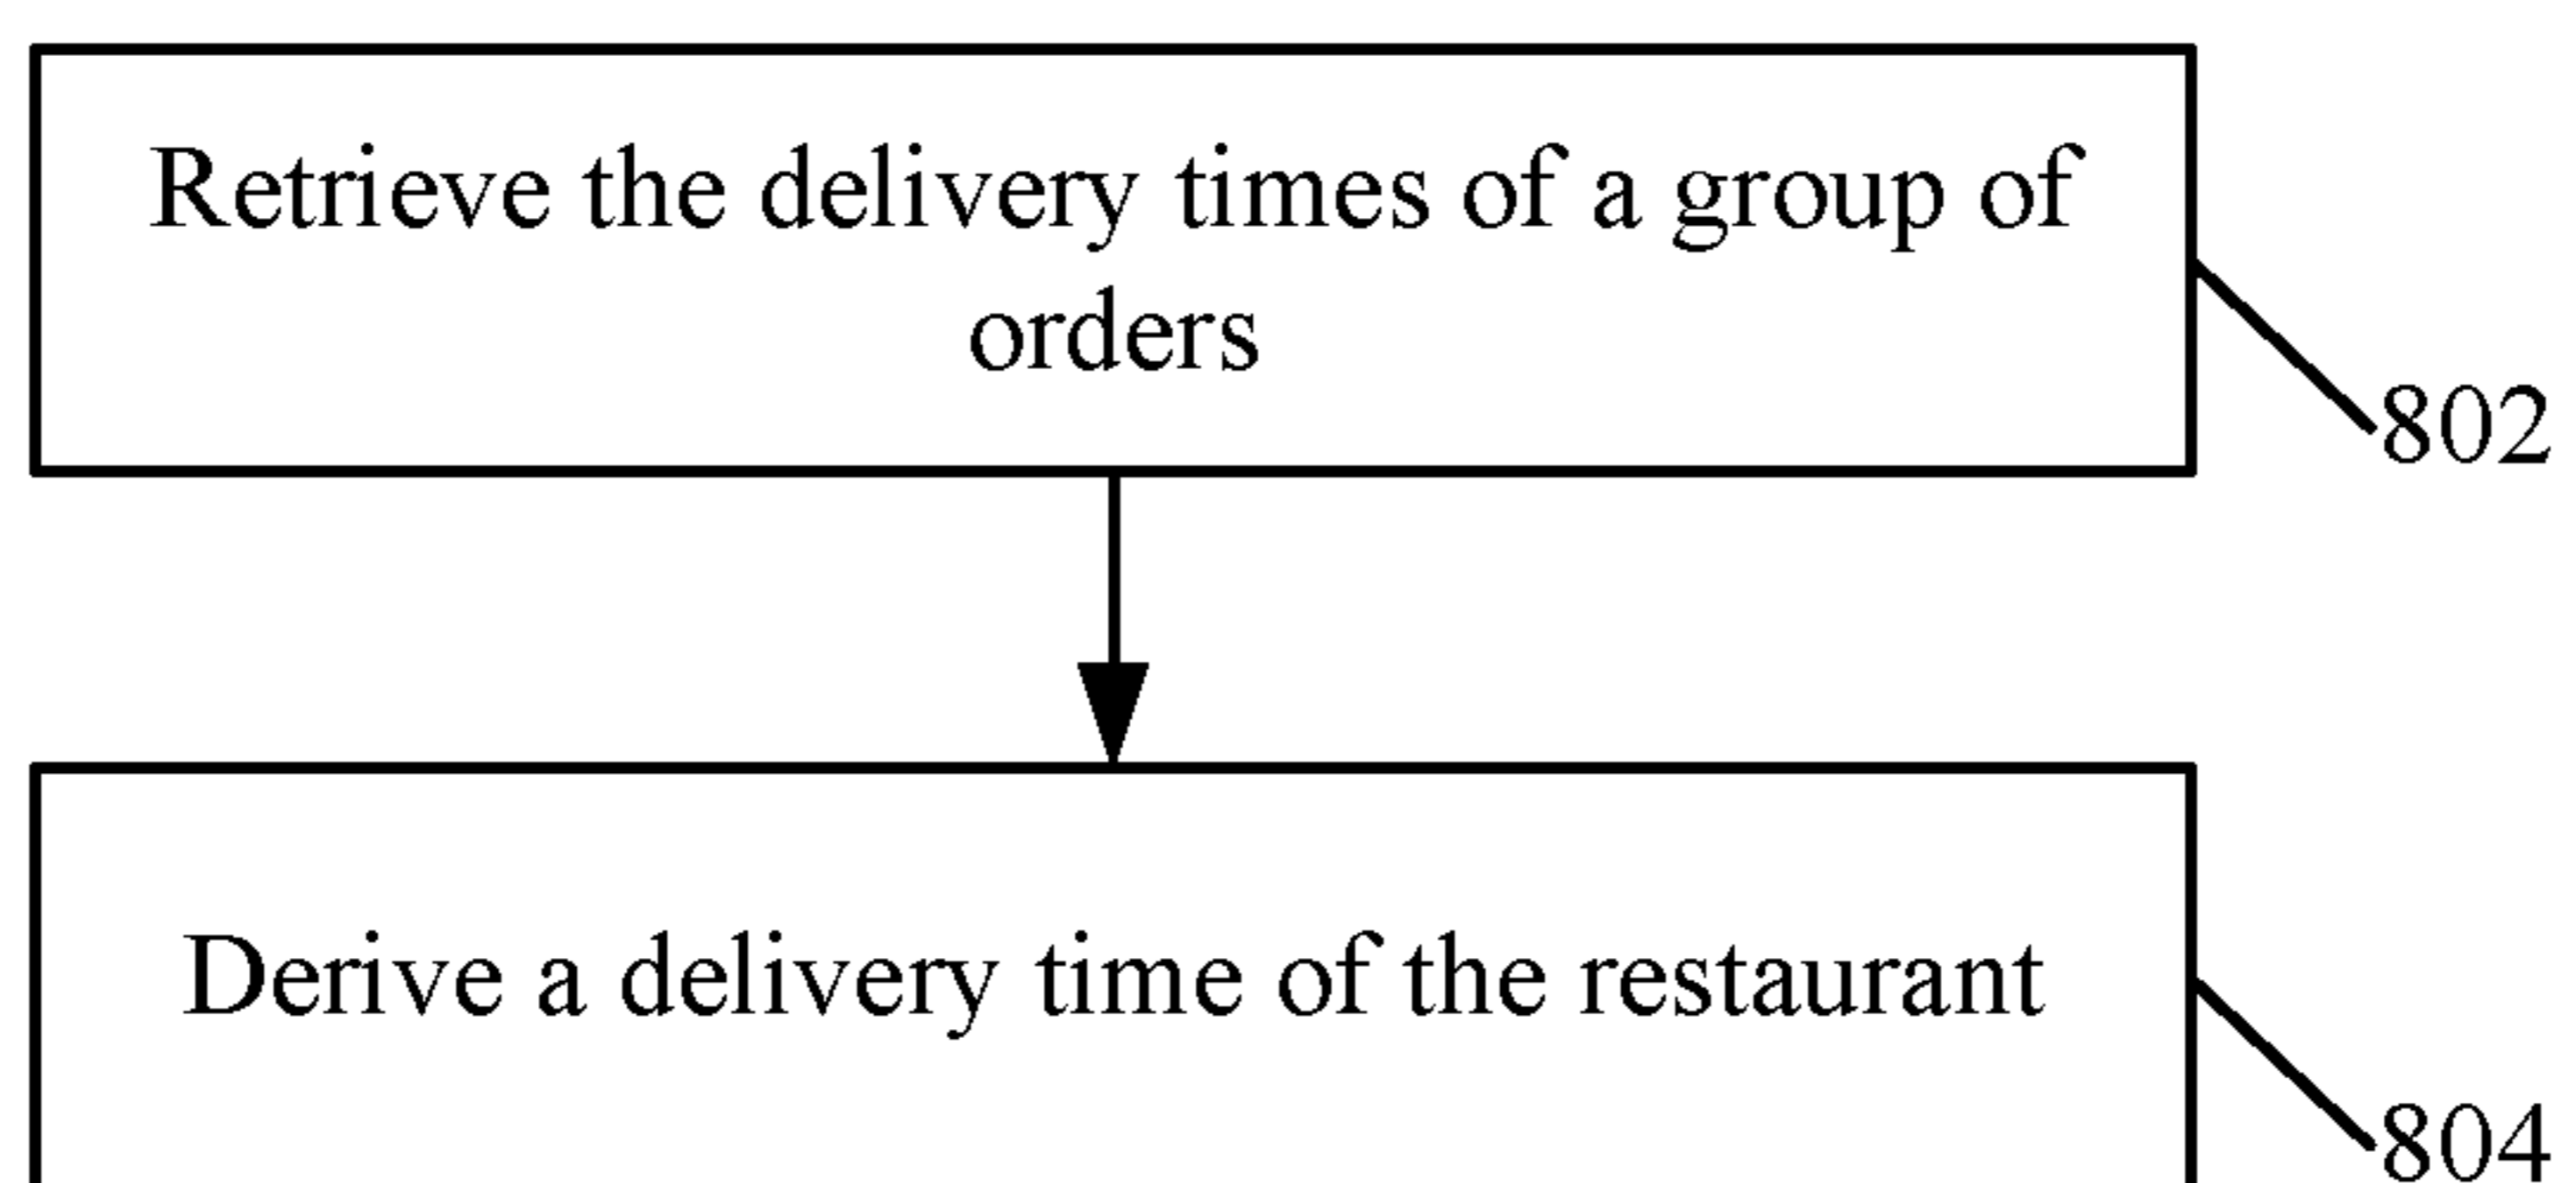 Retrieve the delivery times of a group of
orders
802
Derive a delivery time of the restaurant
804